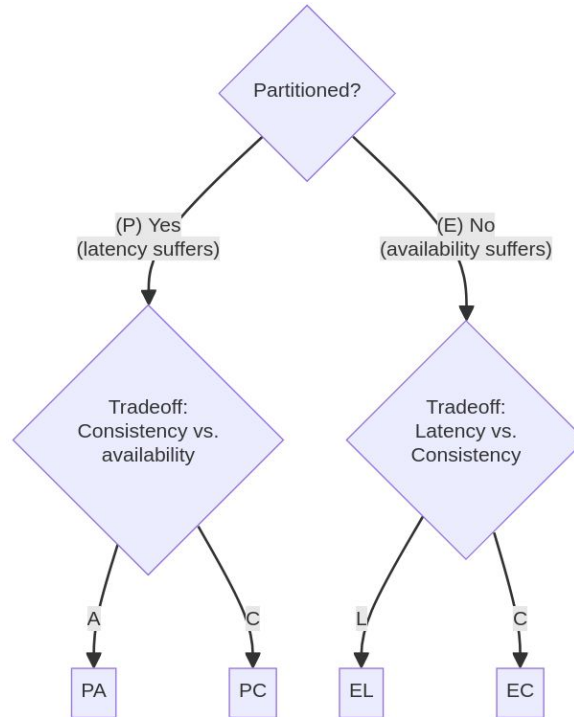 Partitioned?
(P) Yes
(latency suffers)
(E) No
(availability suffers)
Tradeoff:
Consistency vs.
availability
Tradeoff:
Latency vs.
Consistency
A
C
L
C
PA
PC
EL
EC